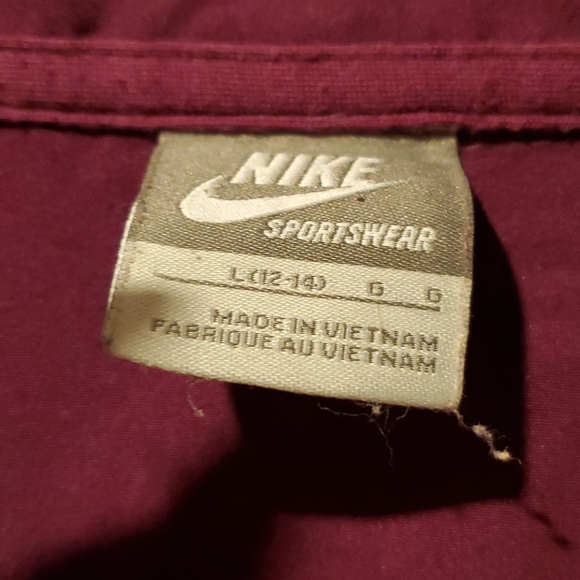 NIKE
SPORTSWEAR
L (12-14) G G
MADE IN VIETNAM
FABRIQUE AU VIETNAM